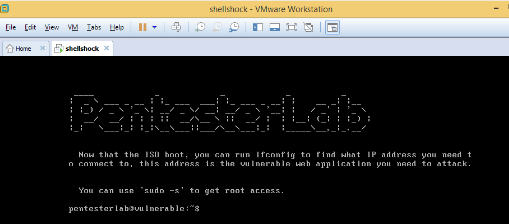 shellshock - VMware Workstation
File Edit View VM Tabs Help
Home shellshock
PentesterLab
Now that the ISO boot, you can run ifconfig to find what IP address you need t
o connect to, this address is the vulnerable web application you need to attack.
You can use 'sudo -s' to get root access.
pentesterlab@vulnerable:~$